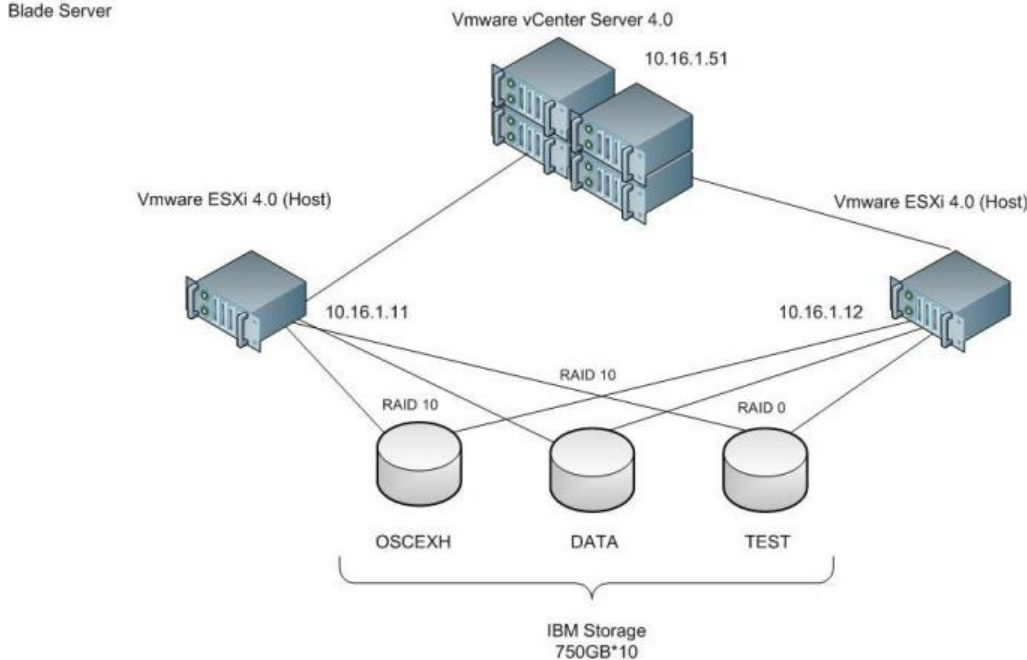 Blade Server
Vmware vCenter Server 4.0
10.16.1.51
Vmware ESXi 4.0 (Host)
Vmware ESXi 4.0 (Host)
10.16.1.11
10.16.1.12
RAID 10
RAID 10
RAID 0
OSCEXH
DATA
TEST
IBM Storage
750GB*10